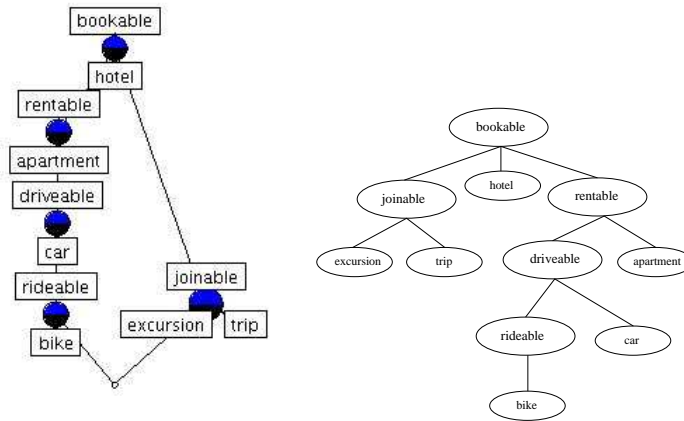 bookable
hotel
rentable
apartment
driveable
car
rideable
bike
joinable
excursion
trip
bookable
joinable
hotel
rentable
excursion
trip
driveable
apartment
rideable
car
bike